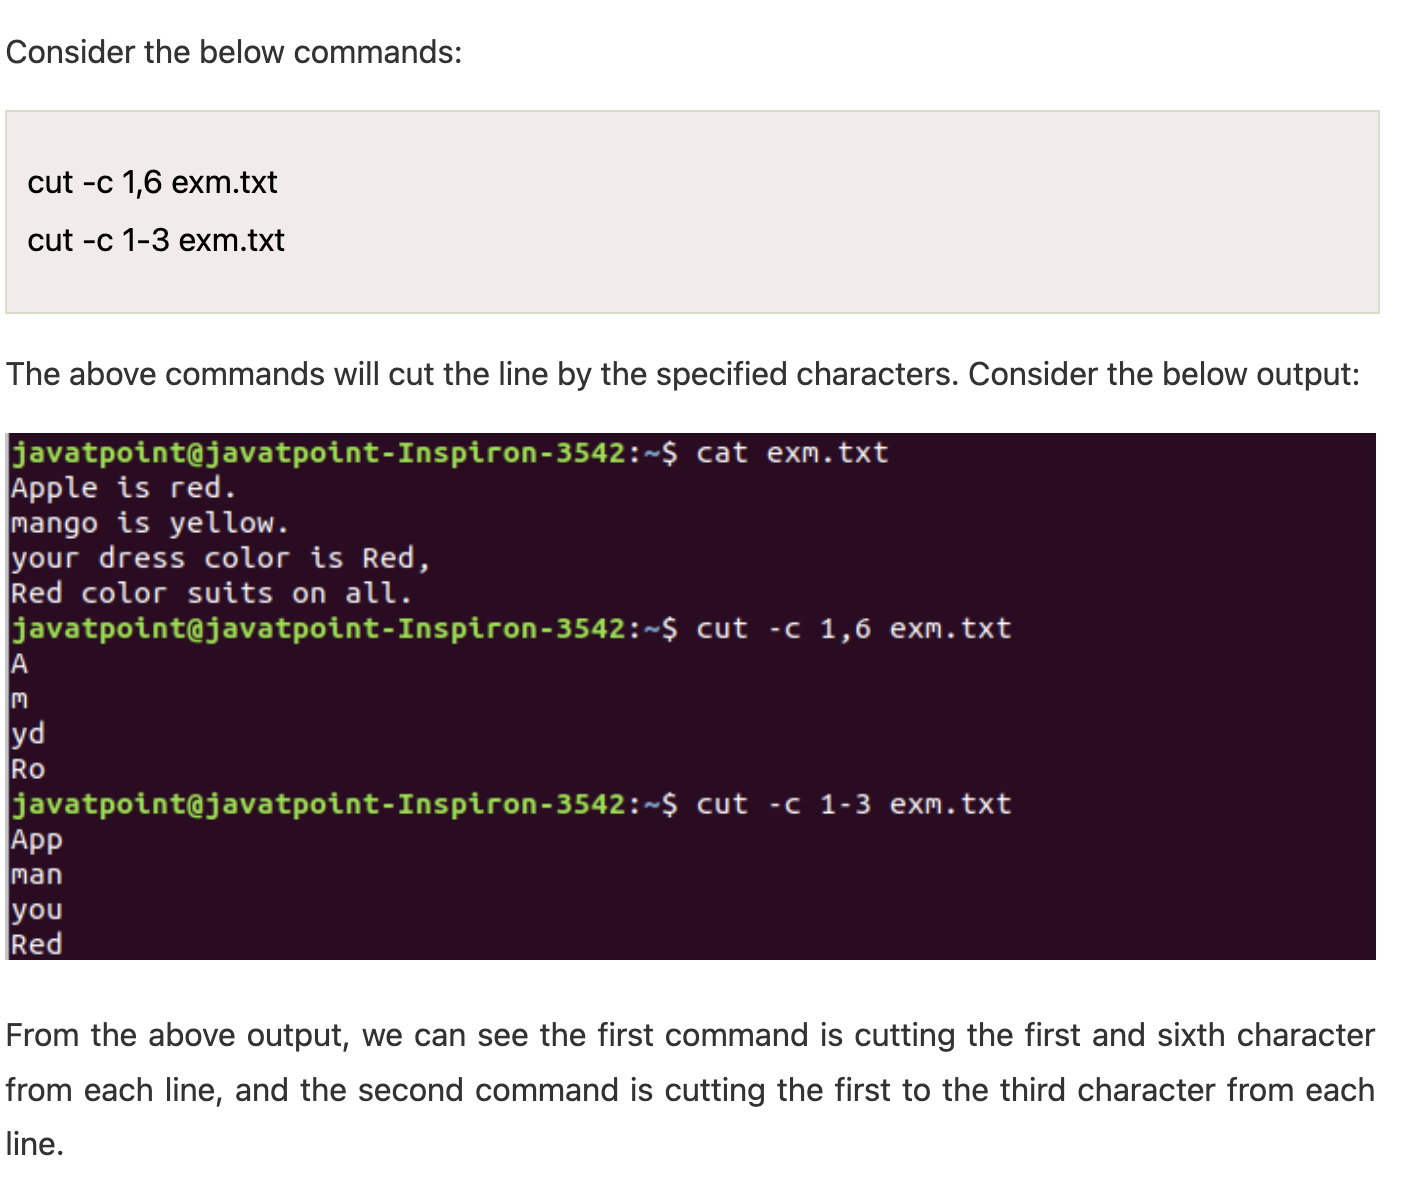 Consider the below commands:
cut -c 1,6 exm.txt
cut -c 1-3 exm.txt
The above commands will cut the line by the specified characters. Consider the below output:
javatpoint@javatpoint-Inspiron-3542:~$ cat exm.txt
Apple is red.
mango is yellow.
your dress color is Red,
Red color suits on all.
javatpoint@javatpoint-Inspiron-3542:~$ cut -c 1,6 exm.txt
A
m
yd
Ro
javatpoint@javatpoint-Inspiron-3542:~$ cut -c 1-3 exm.txt
App
man
you
Red
From the above output, we can see the first command is cutting the first and sixth character
from each line, and the second command is cutting the first to the third character from each
line.